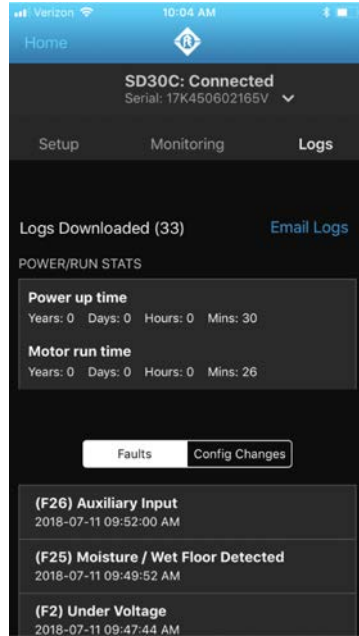 Verizon 10:04 AM
Home
SD30C: Connected
Serial: 17K450602165V
Setup Monitoring Logs
Logs Downloaded (33) Email Logs
POWER/RUN STATS
Power up time
Years: 0 Days: 0 Hours: 0 Mins: 30
Motor run time
Years: 0 Days: 0 Hours: 0 Mins: 26
Faults Config Changes
(F26) Auxiliary Input
2018-07-11 09:52:00 AM
(F25) Moisture / Wet Floor Detected
2018-07-11 09:49:52 AM
(F2) Under Voltage
2018-07-11 09:47:44 AM